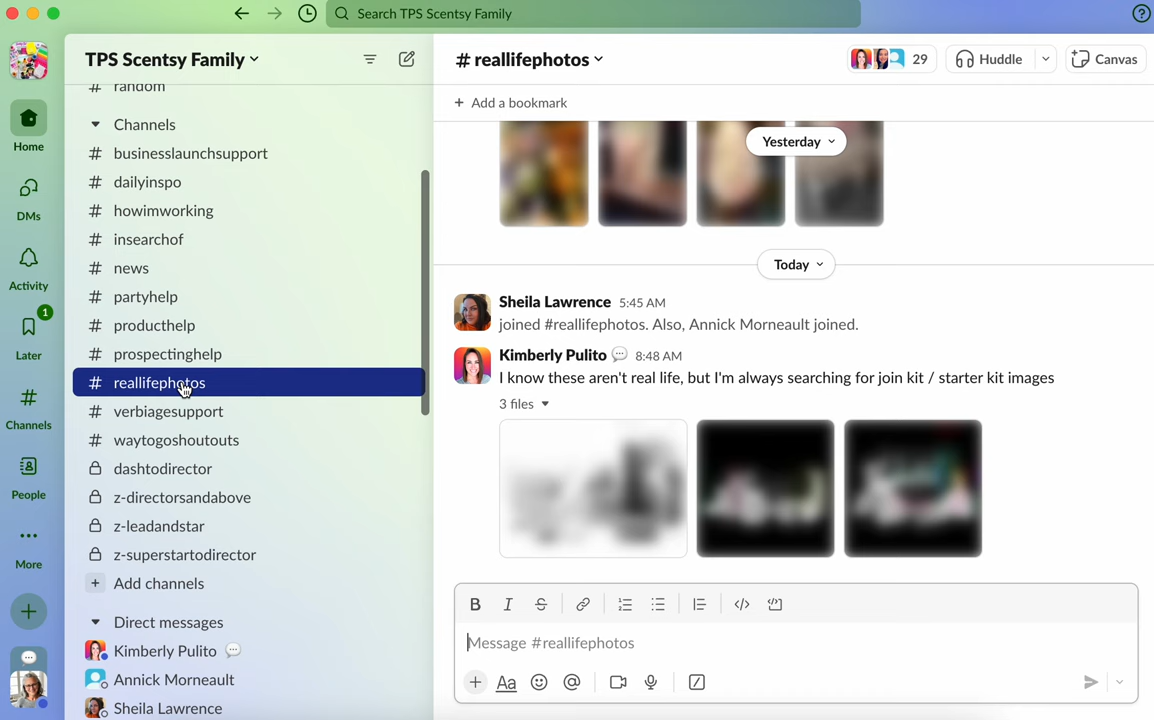 Search TPS Scentsy Family
TPS Scentsy Family
# reallifephotos
29
Huddle
Canvas
+ Add a bookmark
Home
DMs
Activity
1
Later
Channels
People
More
# random
Channels
# businesslaunchsupport
# dailyinspo
# howimworking
# insearchof
# news
# partyhelp
# producthelp
# prospectinghelp
# reallifephotos
# verbiagesupport
# waytogoshoutouts
dashtodirector
z-directorsandabove
z-leadandstar
z-superstartodirector
+ Add channels
Direct messages
Kimberly Pulito
Annick Morneault
Sheila Lawrence
Yesterday
Today
Sheila Lawrence 5:45 AM
joined #reallifephotos. Also, Annick Morneault joined.
Kimberly Pulito 8:48 AM
I know these aren't real life, but I'm always searching for join kit / starter kit images
3 files
B I S
Message #reallifephotos
+ Aa @